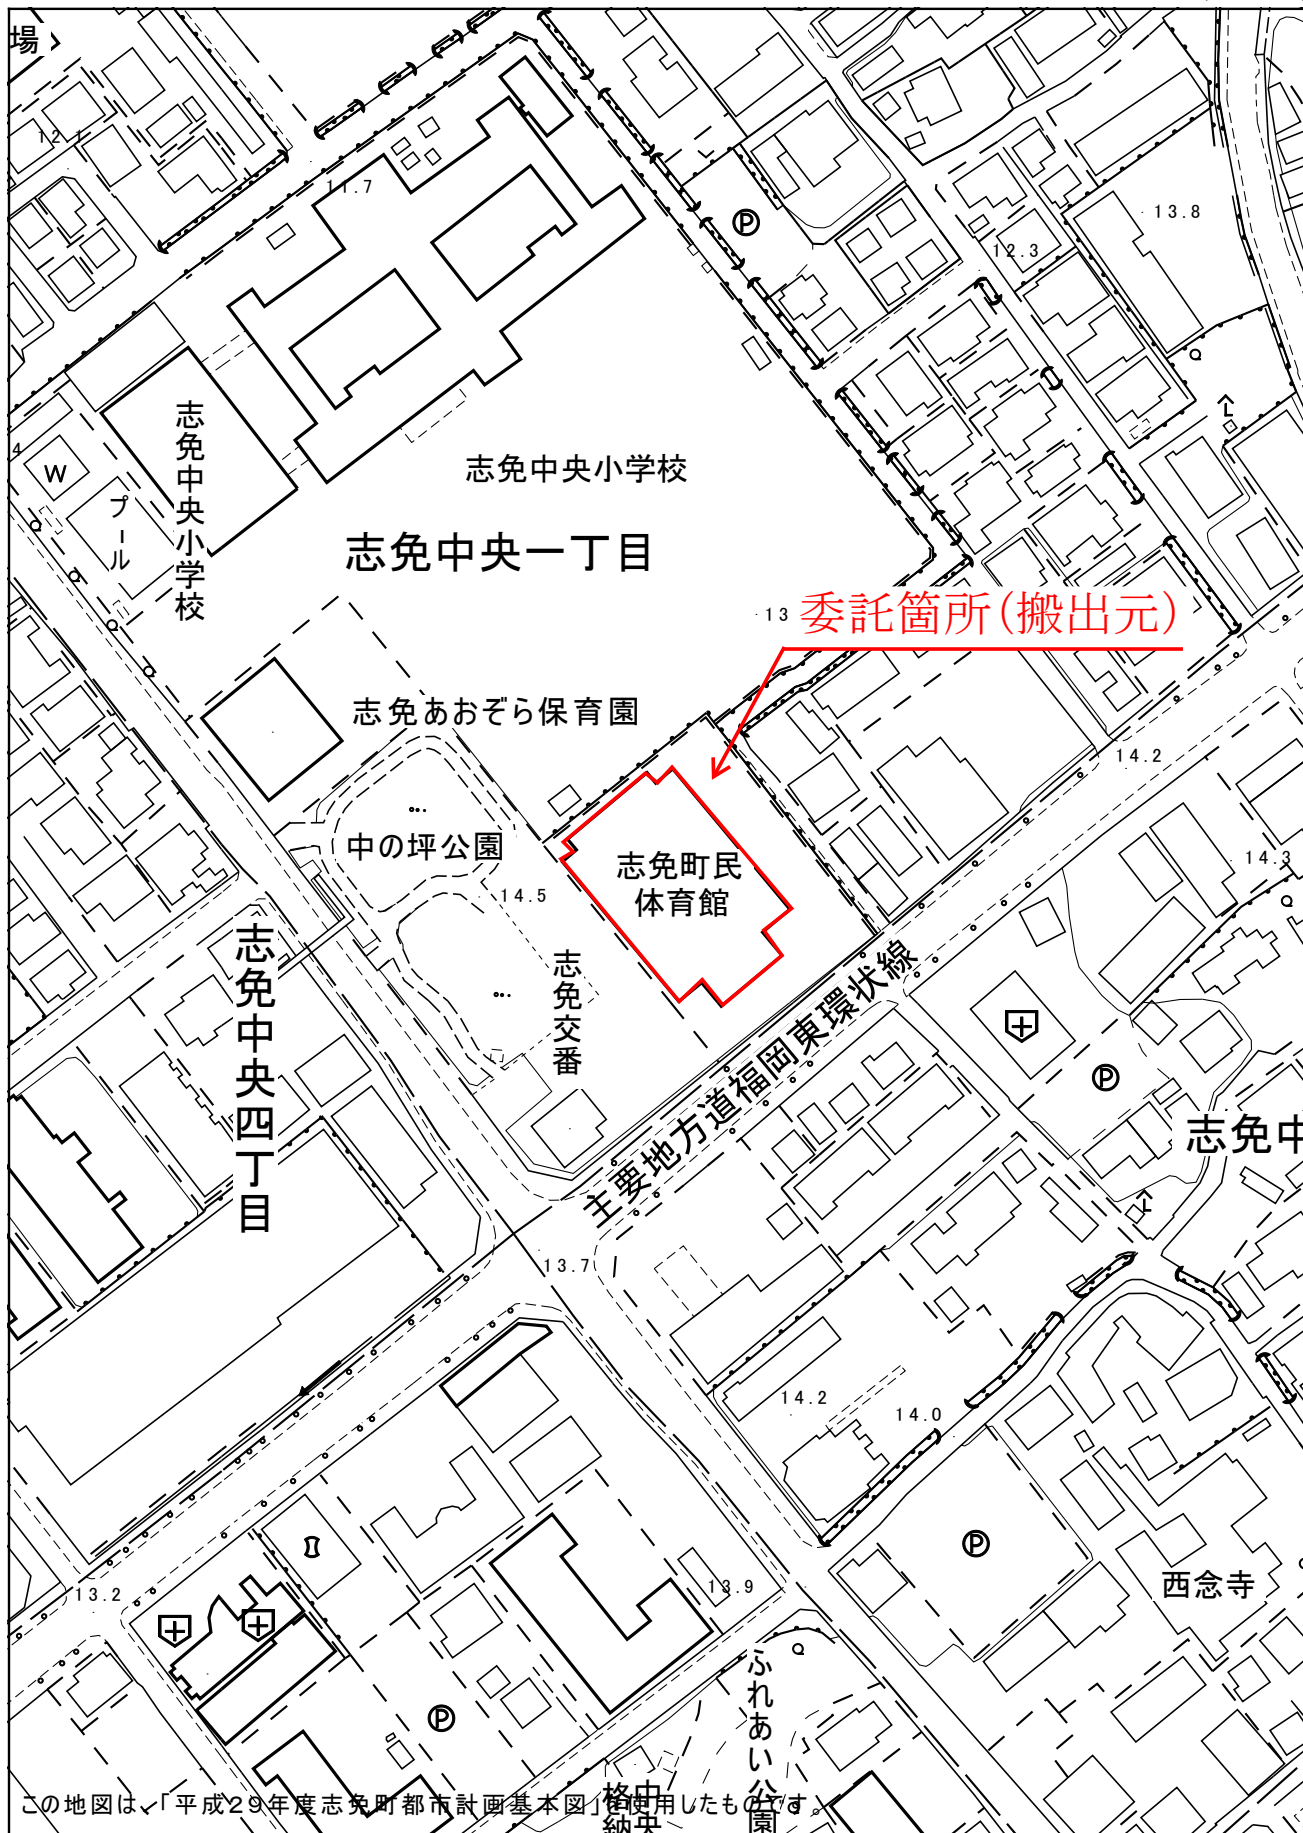 場
12.1
11.7
13.8
12.3
Ⓟ
志免中央小学校
4
W
プール
志免中央小学校
志免中央一丁目
13
委託箇所(搬出元)
志免あおぞら保育園
14.2
中の坪公園
志免町民
体育館
14.3
14.5
志免中央四丁目
志免交番
主要地方道福岡東環状線
Ⓟ
志免中
13.7
14.2
14.0
Ⓟ
13.2
13.9
西念寺
Ⓟ
ふれあい公園
中央
格納
この地図は、「平成29年度志免町都市計画基本図」を使用したものです。